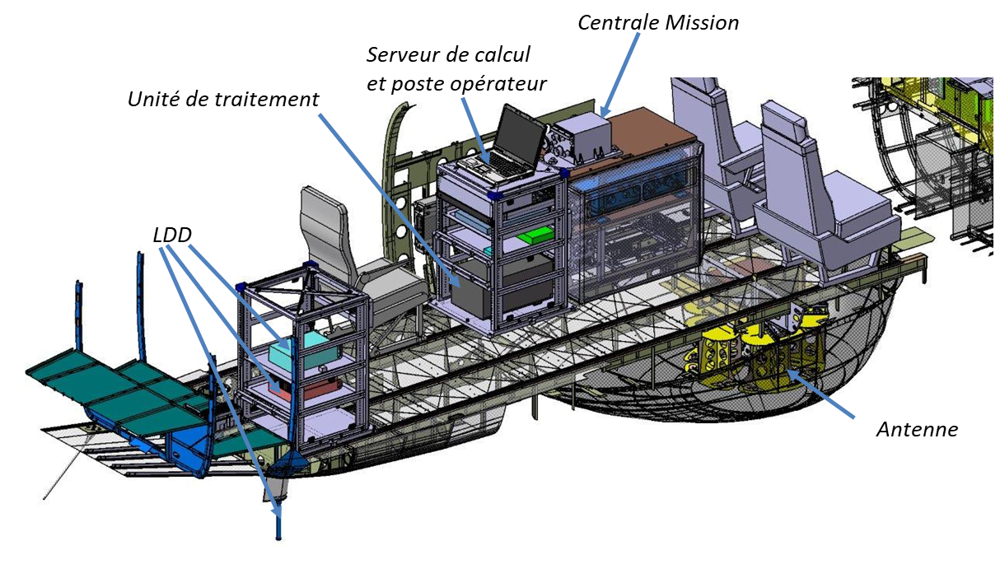 Centrale Mission
Serveur de calcul
et poste opérateur
Unité de traitement
LDD
Antenne